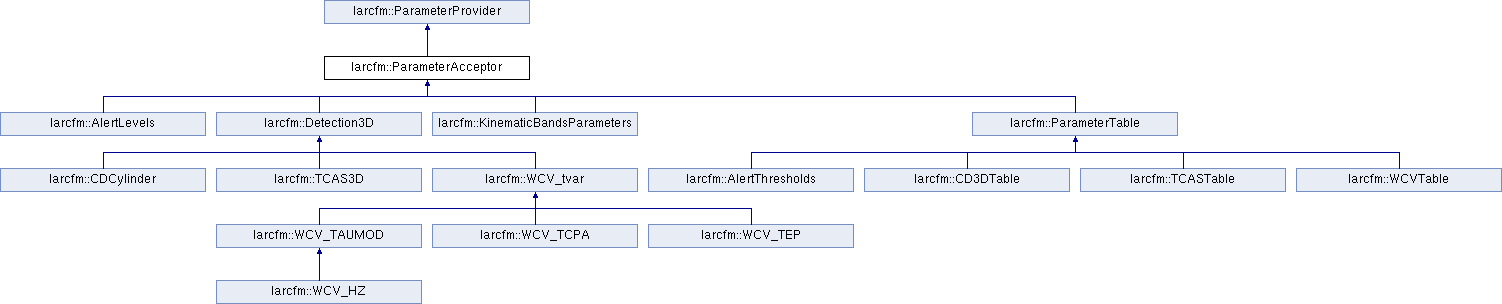 larcfm::ParameterProvider
larcfm::ParameterAcceptor
larcfm::AlertLevels
larcfm::Detection3D
larcfm::KinematicBandsParameters
larcfm::ParameterTable
larcfm::CDCylinder
larcfm::TCAS3D
larcfm::WCV_tvar
larcfm::AlertThresholds
larcfm::CD3DTable
larcfm::TCASTable
larcfm::WCVTable
larcfm::WCV_TAUMOD
larcfm::WCV_TCPA
larcfm::WCV_TEP
larcfm::WCV_HZ